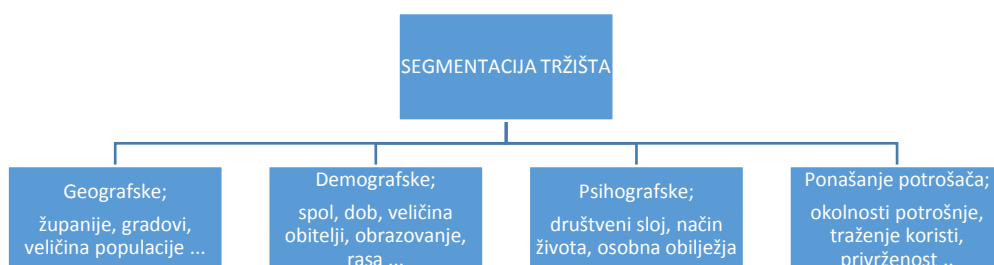 SEGMENTACIJA TRŽIŠTA
Geografske;
županije, gradovi,
veličina populacije ...
Demografske;
spol, dob, veličina
obitelji, obrazovanje,
rasa ...
Psihografske;
društveni sloj, način
života, osobna obilježja
Ponašanje potrošača;
okolnosti potrošnje,
traženje koristi,
privrženost ..